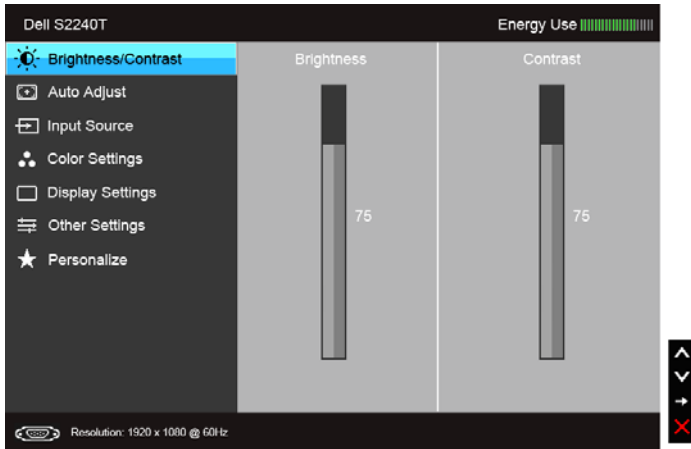 Dell S2240T
Energy Use
Brightness/Contrast
Auto Adjust
Input Source
Color Settings
Display Settings
Other Settings
Personalize
Brightness
Contrast
75
75
Resolution: 1920 x 1080 @ 60Hz